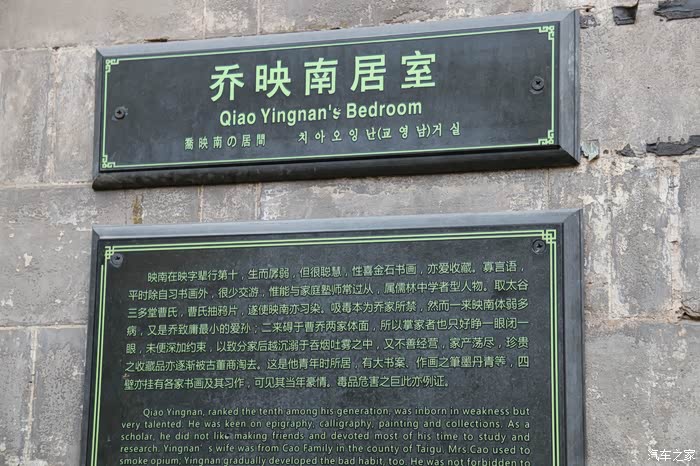 乔映南居室
Qiao Yingnan's Bedroom
喬映南の居間 치아오잉난(교영남)거실
映南在映字辈行第十，生而孱弱，但很聪慧，性喜金石书画，亦爱收藏。寡言语，
平时除自习书画外，很少交游，惟能与家庭塾师常过从，属儒林中学者型人物。取太谷
三多堂曹氏，曹氏抽鸦片，遂使映南亦习染。吸毒本为乔家所禁，然而一来映南体弱多
病，又是乔致庸最小的爱孙；二来碍于曹乔两家体面，所以掌家者也只好睁一眼闭一
眼，未便深加约束，以致分家后越沉溺于吞烟吐雾之中，又不善经营，家产荡尽，珍贵
之收藏品亦逐渐被古董商淘去。这是他青年时所居，有大书案、作画之笔墨丹青等，四
壁亦挂有各家书画及其习作，可见其当年豪情。毒品危害之巨此亦例证。
Qiao Yingnan, ranked the tenth among his generation, was inborn in weakness but
very talented. He was keen on epigraphy, calligraphy, painting and collections. As a
scholar, he did not like making friends and devoted most of his time to study and
research. Yingnan's wife was from Cao Family in the county of Taigu. Mrs Cao used to
smoke opium; Yingnan gradually developed the bad habit, too. He was not forbidden to
汽车之家